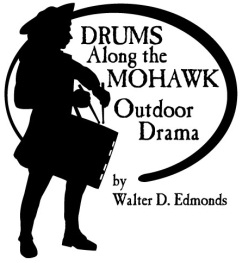 DRUMS
Along the
MOHAWK
Outdoor
Drama
by
Walter D. Edmonds